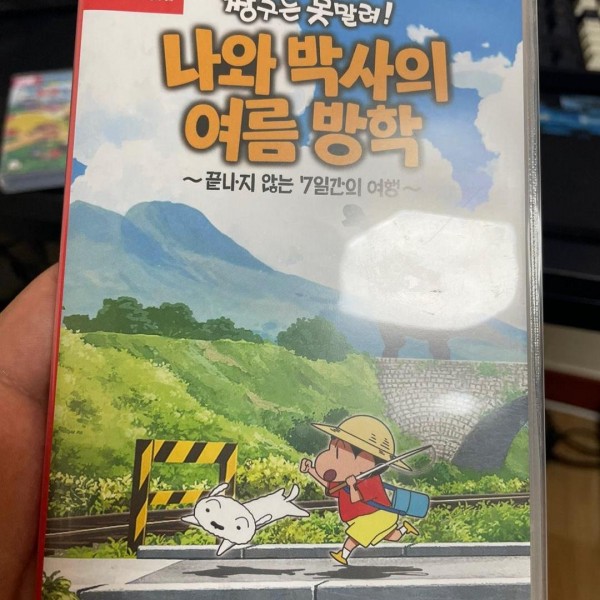 짱구는 못말려!
나와 박사의
여름 방학
～끝나지 않는 7일간의 여행～